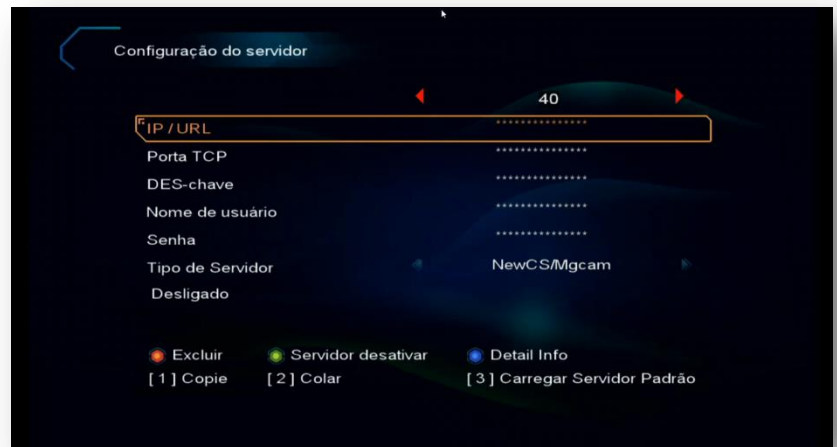 Configuração do servidor
40
IP / URL ***************
Porta TCP ***************
DES-chave ***************
Nome de usuário ***************
Senha ***************
Tipo de Servidor NewCS/Mgcam
Desligado
Excluir Servidor desativar Detail Info
[1] Copie [2] Colar [3] Carregar Servidor Padrão